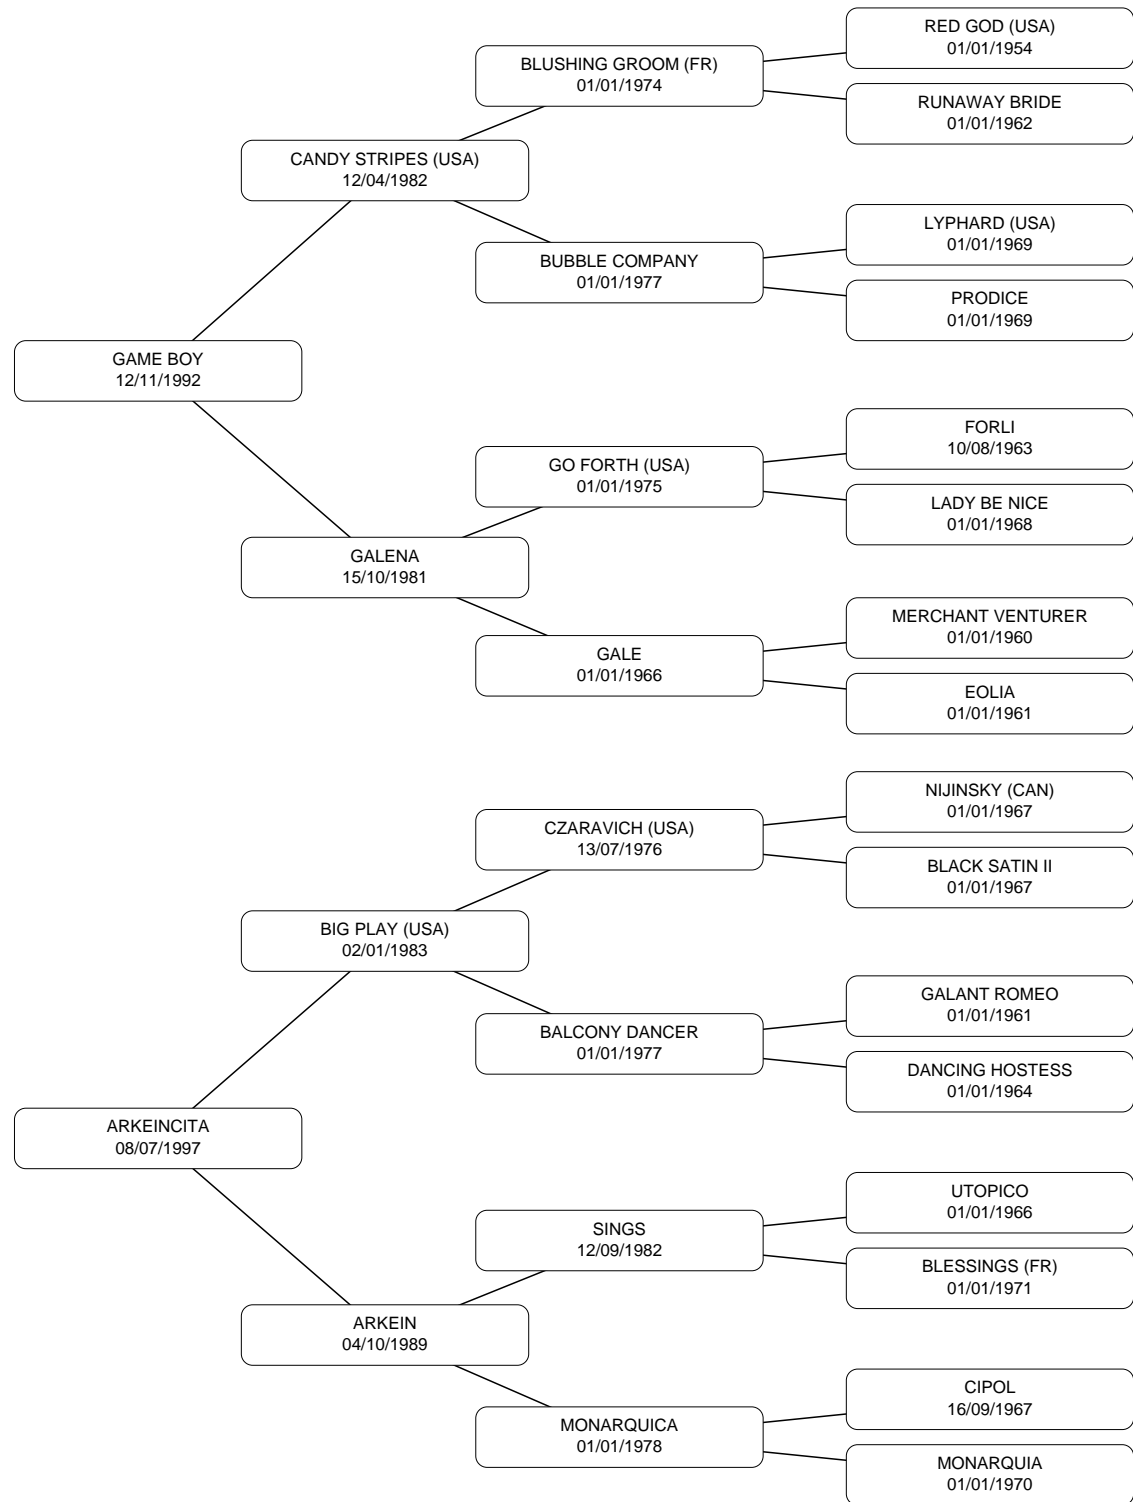 RED GOD (USA)
01/01/1954
BLUSHING GROOM (FR)
01/01/1974
RUNAWAY BRIDE
01/01/1962
CANDY STRIPES (USA)
12/04/1982
LYPHARD (USA)
01/01/1969
BUBBLE COMPANY
01/01/1977
PRODICE
01/01/1969
GAME BOY
12/11/1992
FORLI
10/08/1963
GO FORTH (USA)
01/01/1975
LADY BE NICE
01/01/1968
GALENA
15/10/1981
MERCHANT VENTURER
01/01/1960
GALE
01/01/1966
EOLIA
01/01/1961
NIJINSKY (CAN)
01/01/1967
CZARAVICH (USA)
13/07/1976
BLACK SATIN II
01/01/1967
BIG PLAY (USA)
02/01/1983
GALANT ROMEO
01/01/1961
BALCONY DANCER
01/01/1977
DANCING HOSTESS
01/01/1964
ARKEINCITA
08/07/1997
UTOPICO
01/01/1966
SINGS
12/09/1982
BLESSINGS (FR)
01/01/1971
ARKEIN
04/10/1989
CIPOL
16/09/1967
MONARQUICA
01/01/1978
MONARQUIA
01/01/1970